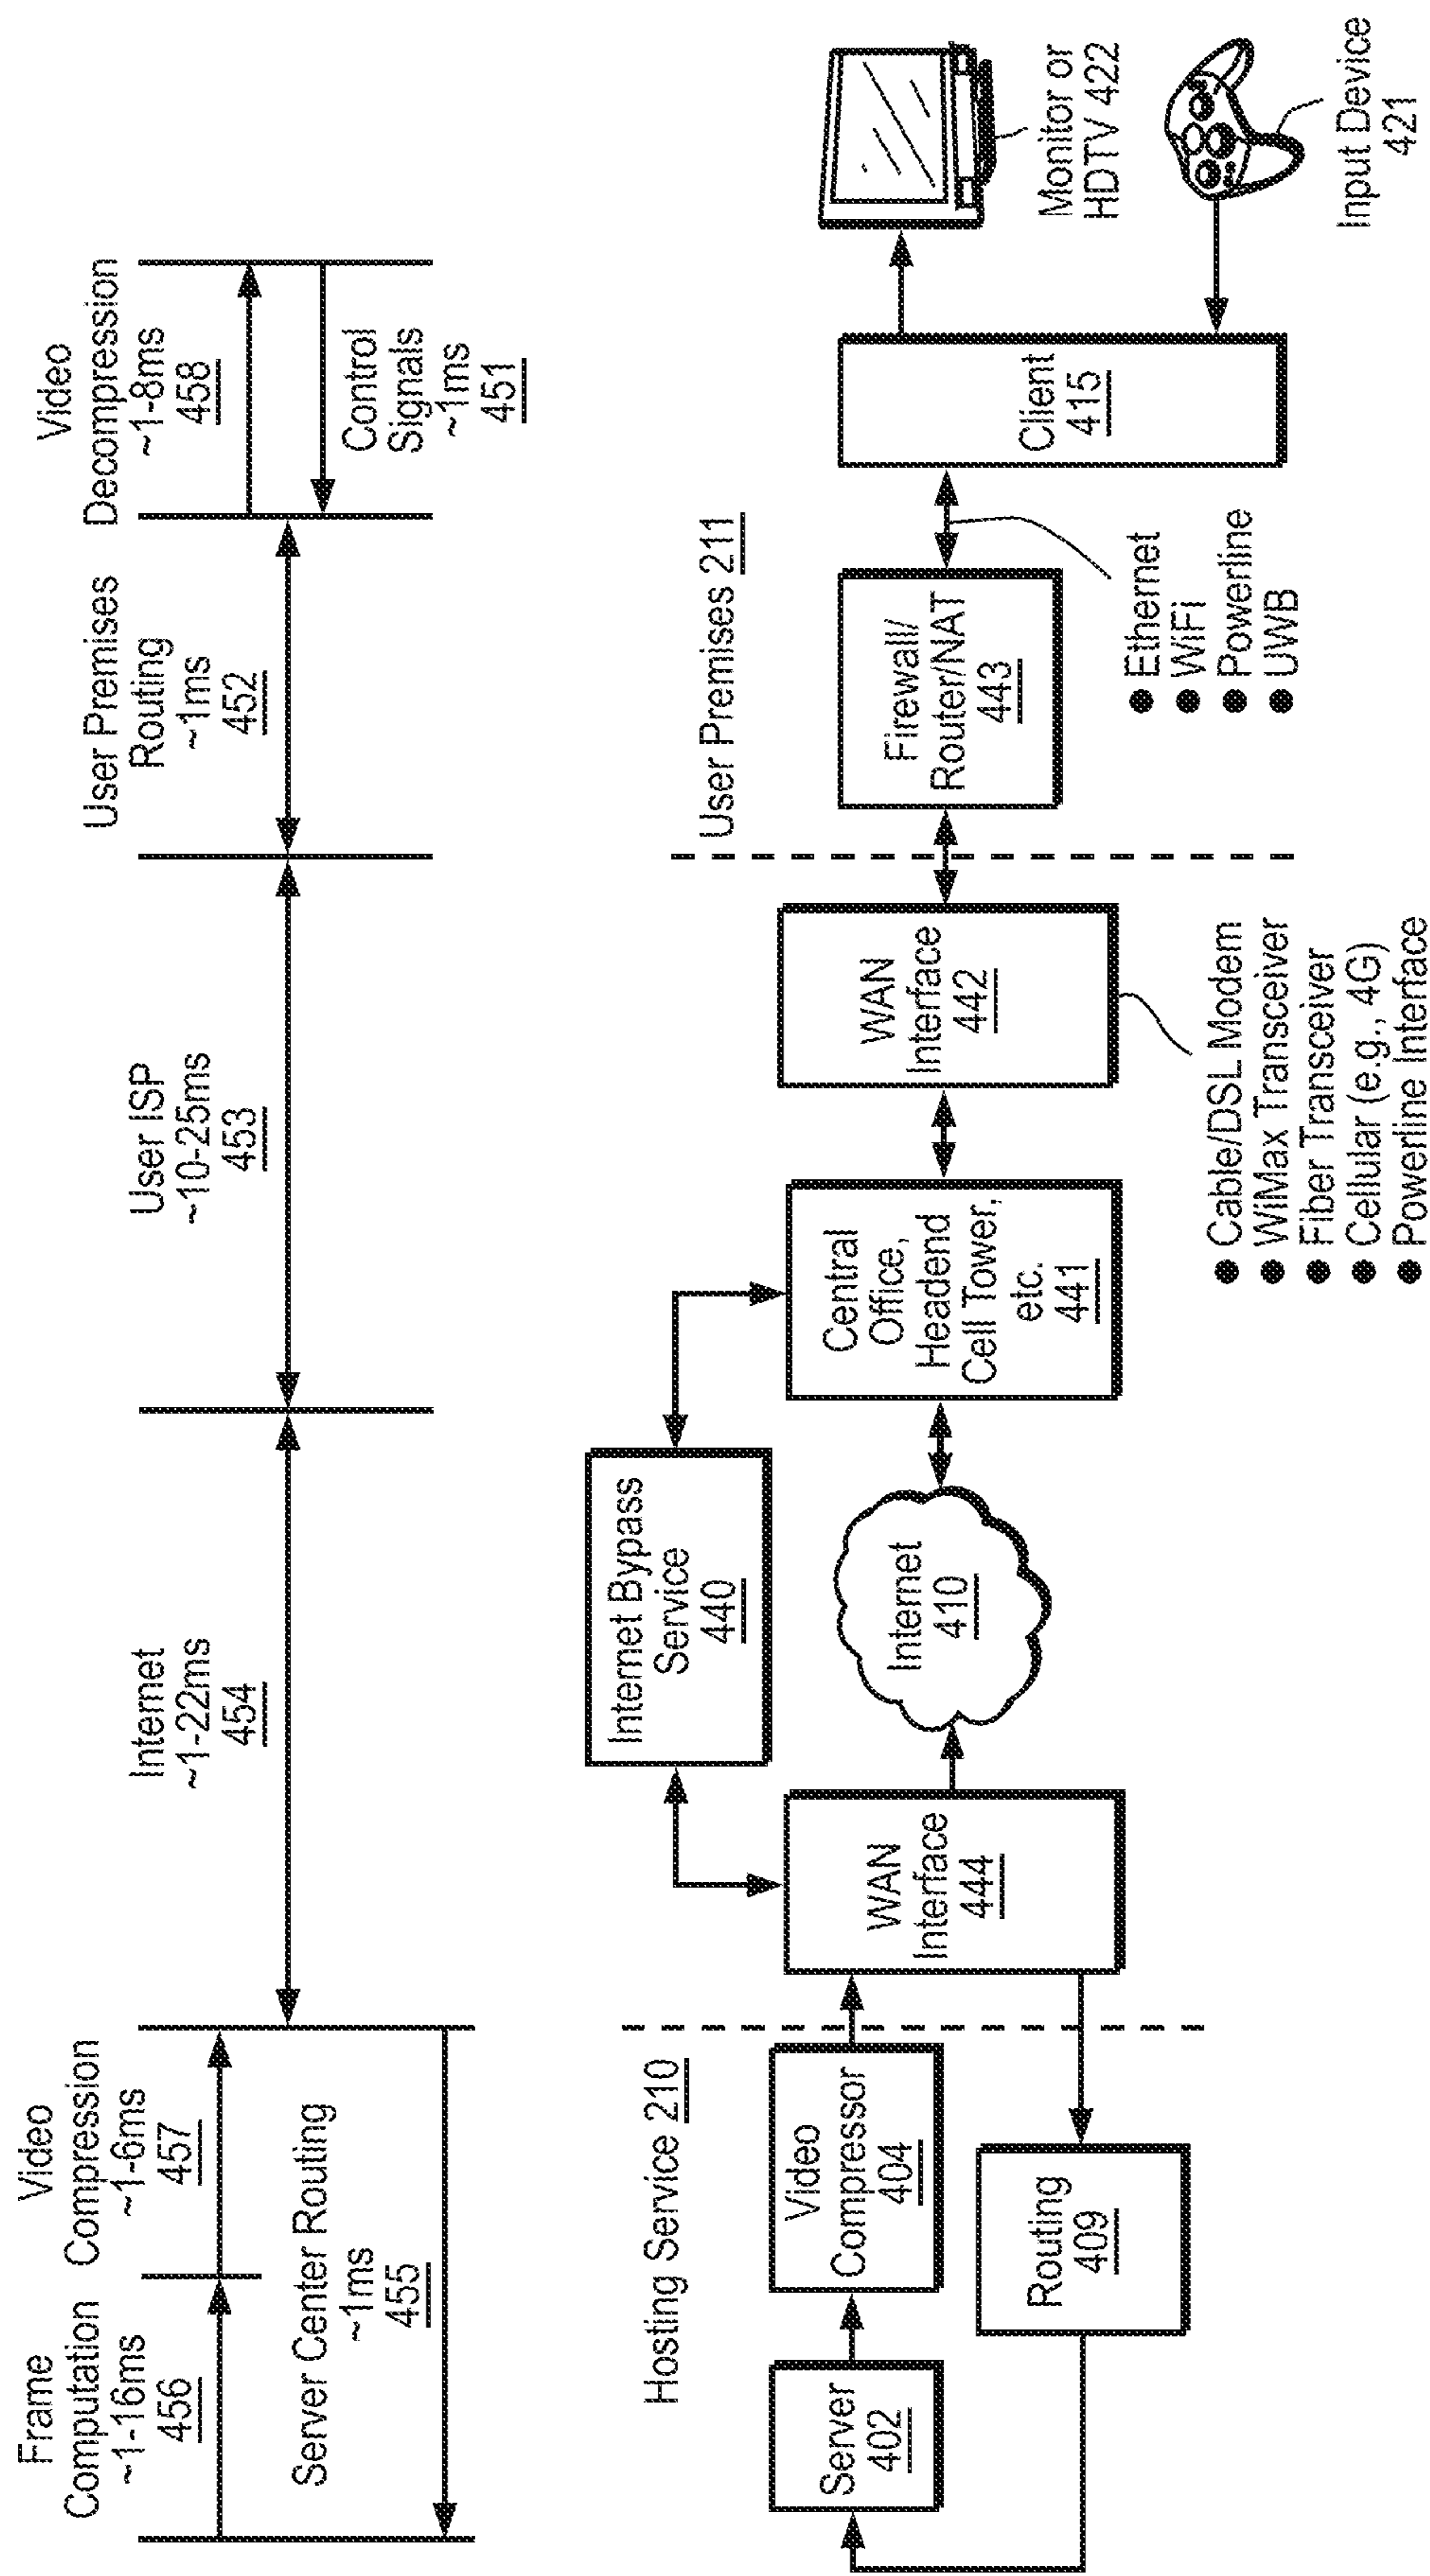 Frame
Computation
~1-16ms
456
Video
Compression
~1-6ms
457
Server Center Routing
~1ms
455
Internet
~1-22ms
454
User ISP
~10-25ms
453
User Premises
Routing
~1ms
452
Video
Decompression
~1-8ms
458
Control
Signals
~1ms
451
Hosting Service 210
User Premises 211
Server
402
Video
Compressor
404
Routing
409
WAN
Interface
444
Internet Bypass
Service
440
Internet
410
Central
Office,
Headend
Cell Tower,
etc.
441
WAN
Interface
442
● Cable/DSL Modem
● WiMax Transceiver
● Fiber Transceiver
● Cellular (e.g., 4G)
● Powerline Interface
Firewall/
Router/NAT
443
● Ethernet
● WiFi
● Powerline
● UWB
Client
415
Monitor or
HDTV 422
Input Device
421